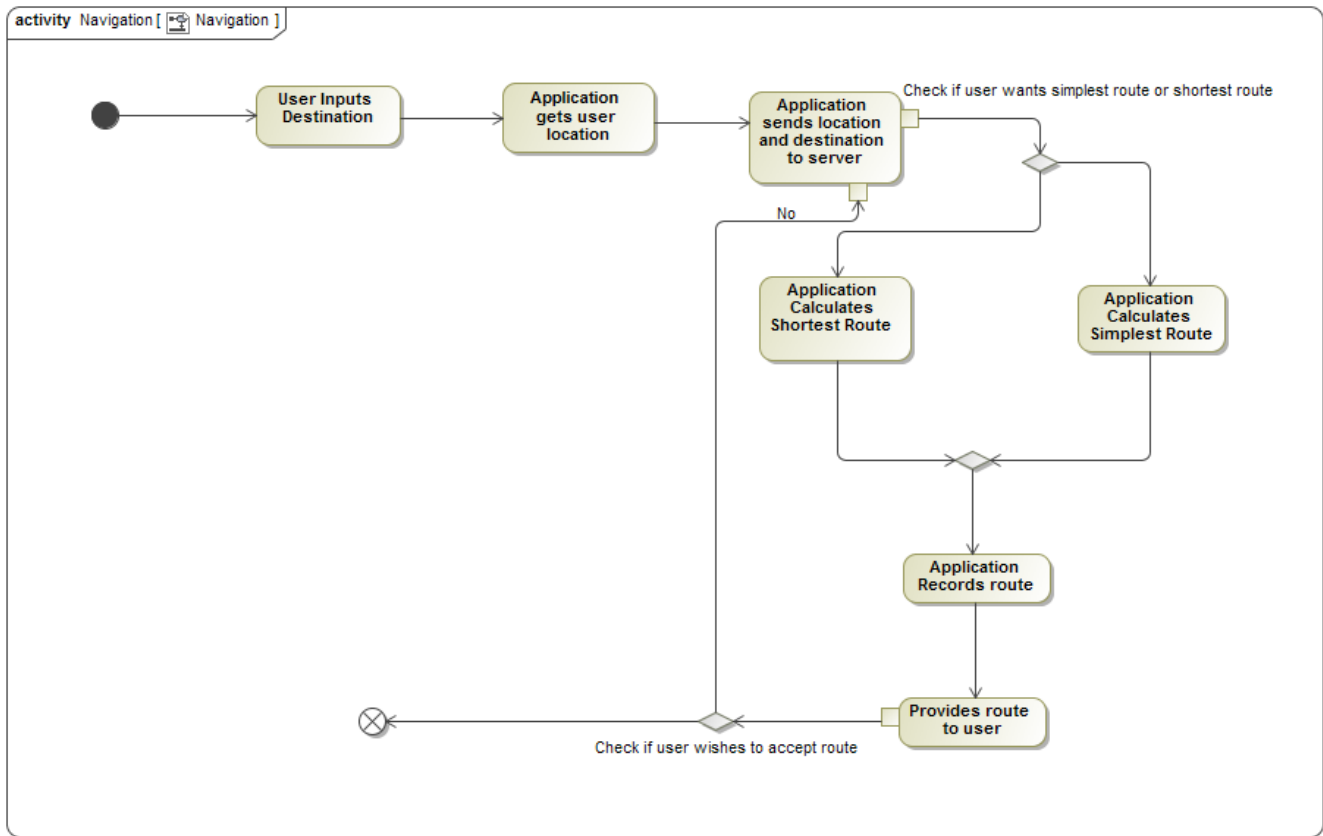 activity Navigation [ Navigation ]
User Inputs
Destination
Application
gets user
location
Application
sends location
and destination
to server
Check if user wants simplest route or shortest route
No
Application
Calculates
Shortest Route
Application
Calculates
Simplest Route
Application
Records route
Provides route
to user
Check if user wishes to accept route